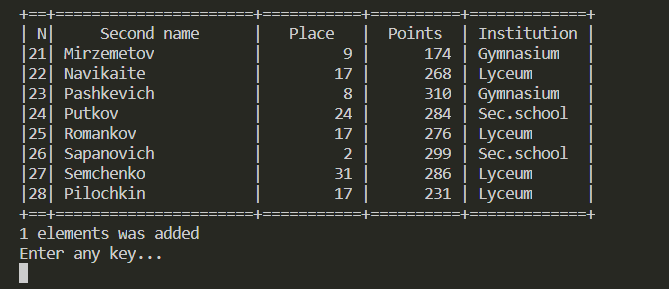 +==+====================+==========+=========+============+
| N|     Second name     |   Place  |  Points | Institution |
|21| Mirzemetov          |        9 |     174 | Gymnasium  |
|22| Navikaite           |       17 |     268 | Lyceum     |
|23| Pashkevich          |        8 |     310 | Gymnasium  |
|24| Putkov              |       24 |     284 | Sec.school |
|25| Romankov            |       17 |     276 | Lyceum     |
|26| Sapanovich          |        2 |     299 | Sec.school |
|27| Semchenko           |       31 |     286 | Lyceum     |
|28| Pilochkin           |       17 |     231 | Lyceum     |
+==+====================+==========+=========+============+
1 elements was added
Enter any key...